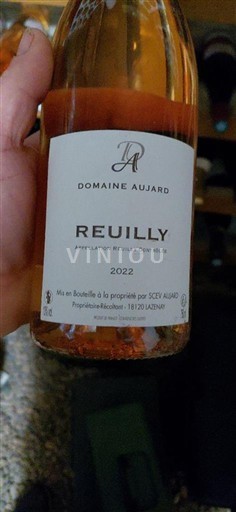 DA
DOMAINE AUJARD
REUILLY
VINIOU
2022
Mis en Bouteille à la propriété par SCEV AUJARD
Propriétaire-Récoltant - 18120 LAZENAY